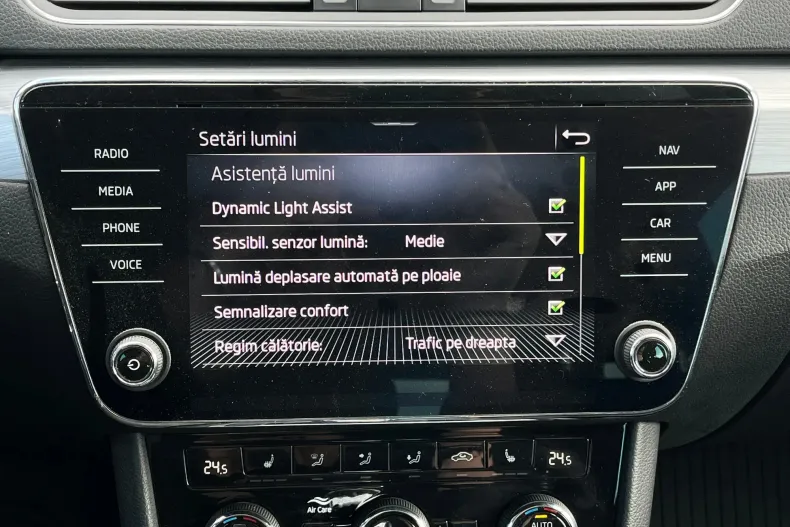 RADIO
MEDIA
PHONE
VOICE
Setări lumini
Asistență lumini
Dynamic Light Assist
Sensibil. senzor lumină: Medie
Lumină deplasare automată pe ploaie
Semnalizare confort
Regim călătorie: Trafic pe dreapta
NAV
APP
CAR
MENU
24.5
24.5
Air Care
AUTO